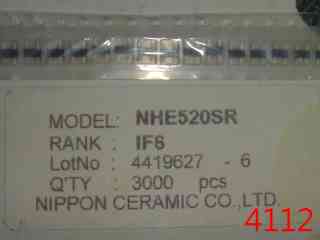 MODEL: NHE520SR
RANK : IF6
LotNo : 4419627 - 6
Q'TY : 3000 pcs
NIPPON CERAMIC CO.,LTD.
4112